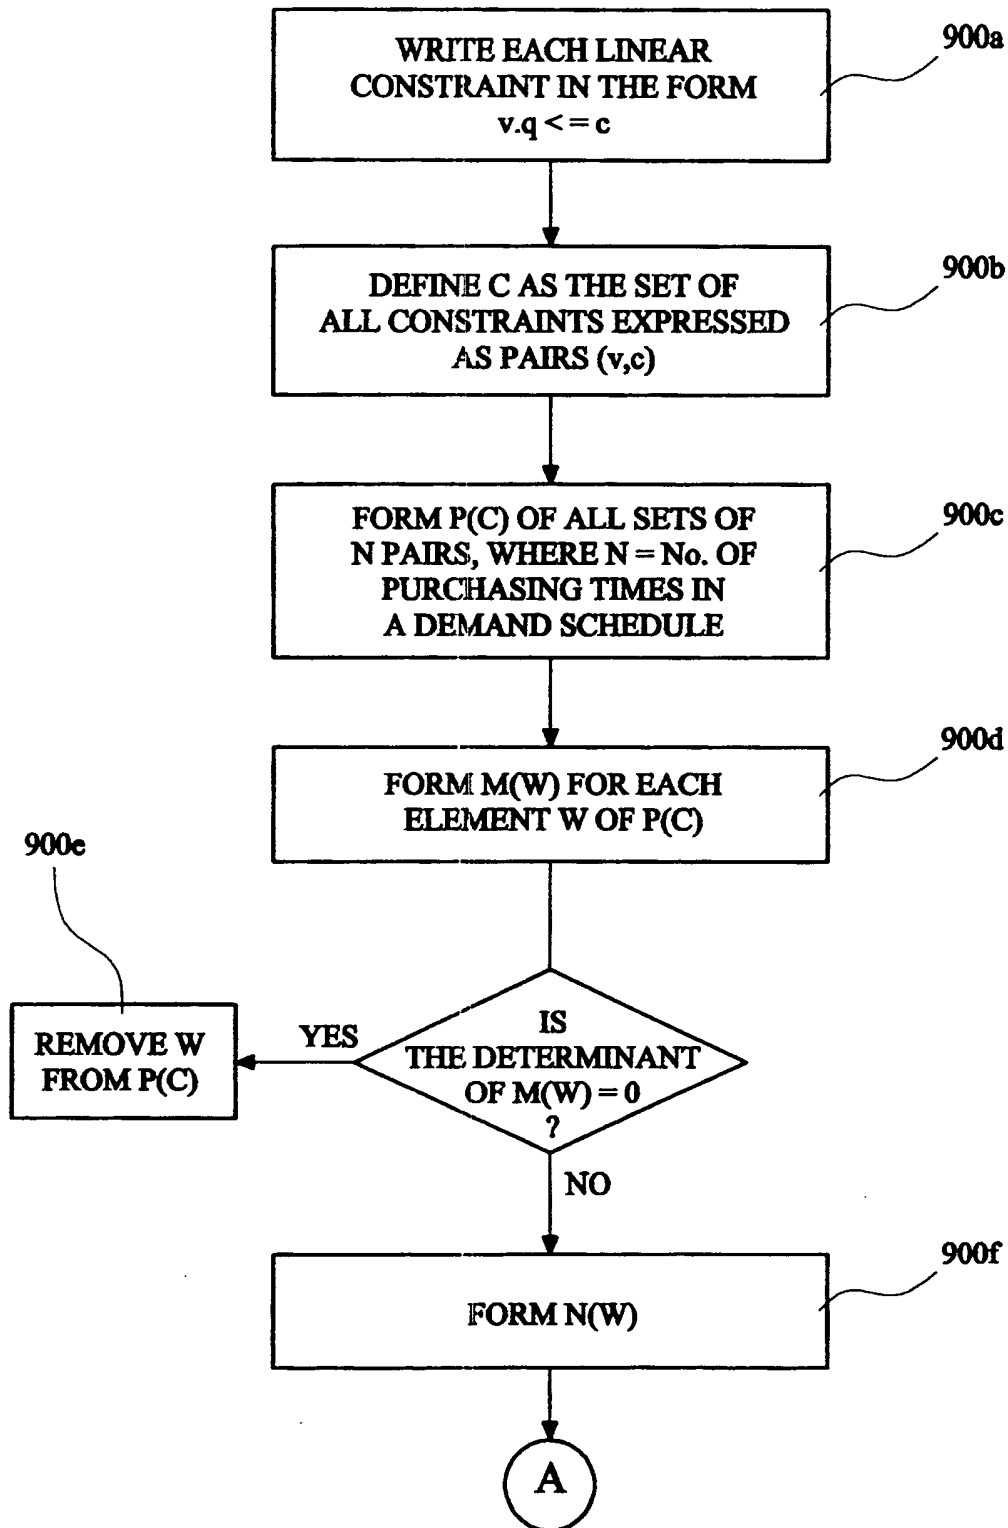 WRITE EACH LINEAR
CONSTRAINT IN THE FORM
v.q < = c
900a
DEFINE C AS THE SET OF
ALL CONSTRAINTS EXPRESSED
AS PAIRS (v,c)
900b
FORM P(C) OF ALL SETS OF
N PAIRS, WHERE N = No. OF
PURCHASING TIMES IN
A DEMAND SCHEDULE
900c
FORM M(W) FOR EACH
ELEMENT W OF P(C)
900d
900e
REMOVE W
FROM P(C)
YES
IS
THE DETERMINANT
OF M(W) = 0
?
NO
FORM N(W)
900f
A